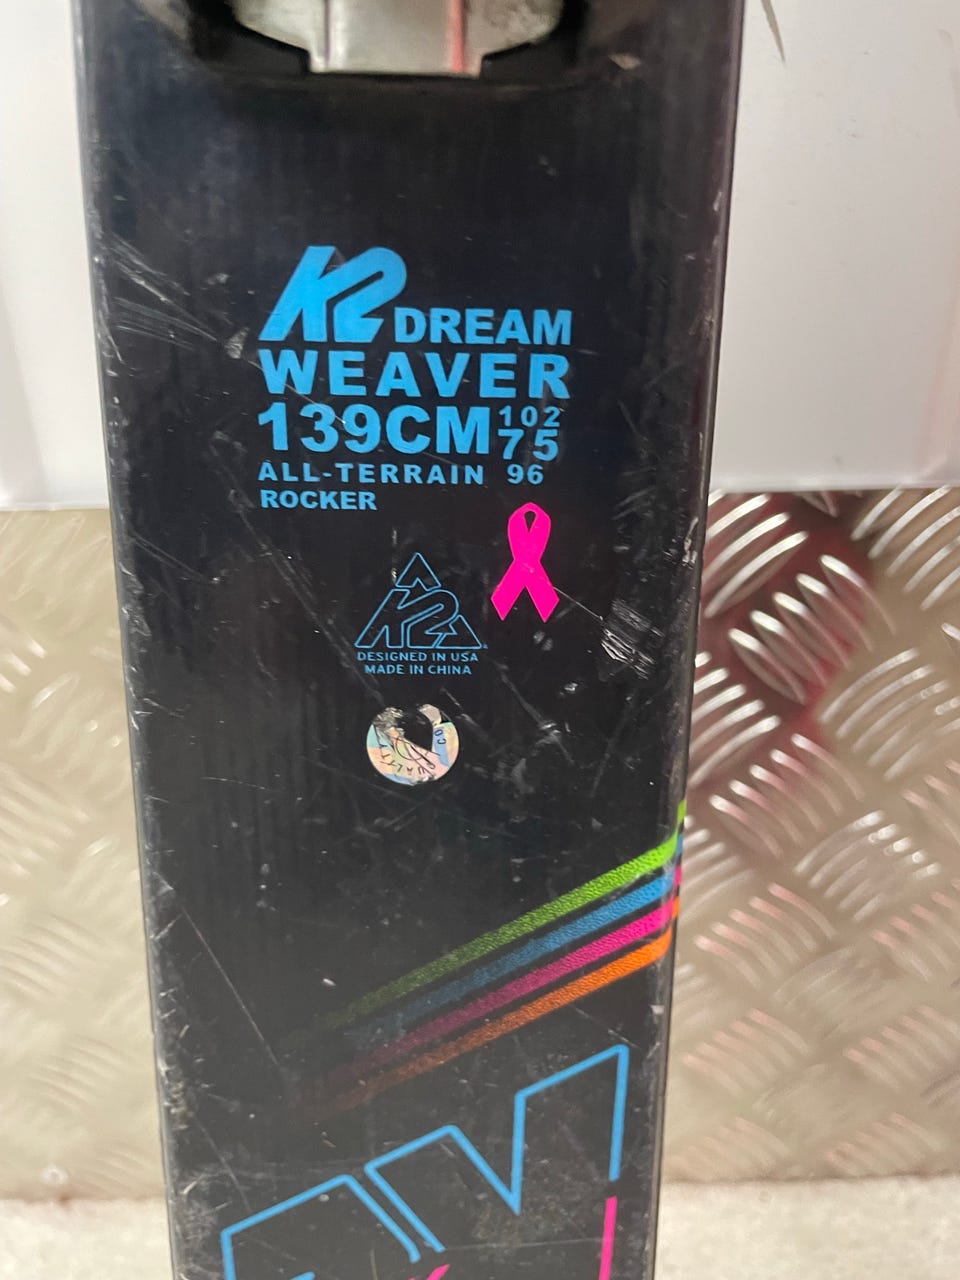 K2 DREAM
WEAVER
139CM 102
75
ALL-TERRAIN 96
ROCKER
K2
DESIGNED IN USA
MADE IN CHINA